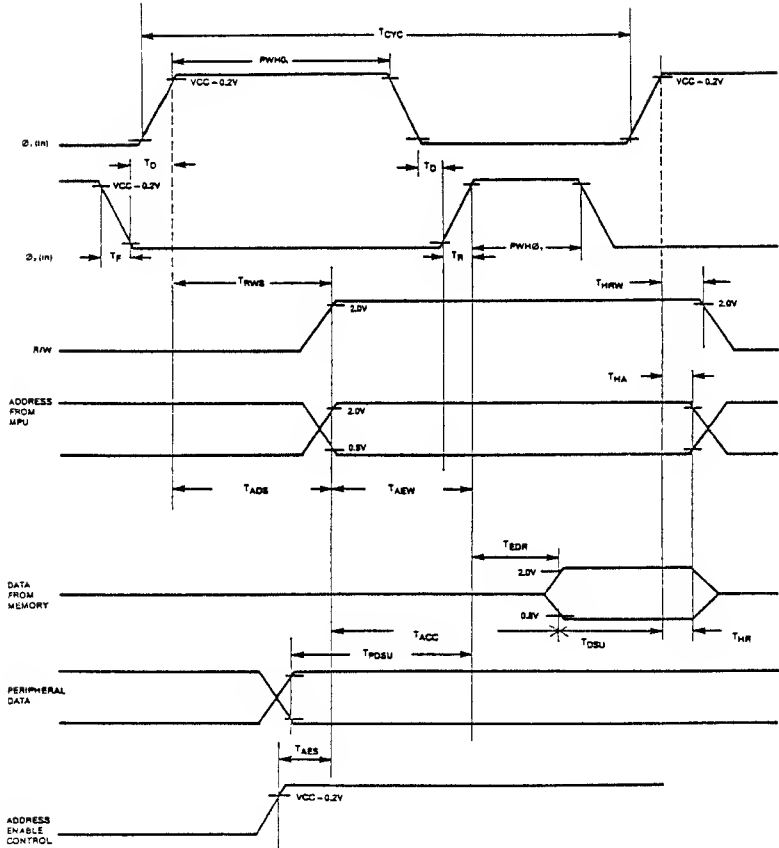 TCYC
PWHØ₁
VCC – 0.2V
VCC – 0.2V
Ø₁ (IN)
TD
TD
VCC – 0.2V
Ø₂ (IN)
TF
TR
PWHØ₂
TRWS
THRW
2.0V
2.0V
R/W
THA
ADDRESS
FROM
MPU
2.0V
0.8V
TADS
TAEW
TEDR
2.0V
DATA
FROM
MEMORY
0.8V
TACC
TDSU
THR
TPDSU
PERIPHERAL
DATA
TAES
VCC – 0.2V
ADDRESS
ENABLE
CONTROL